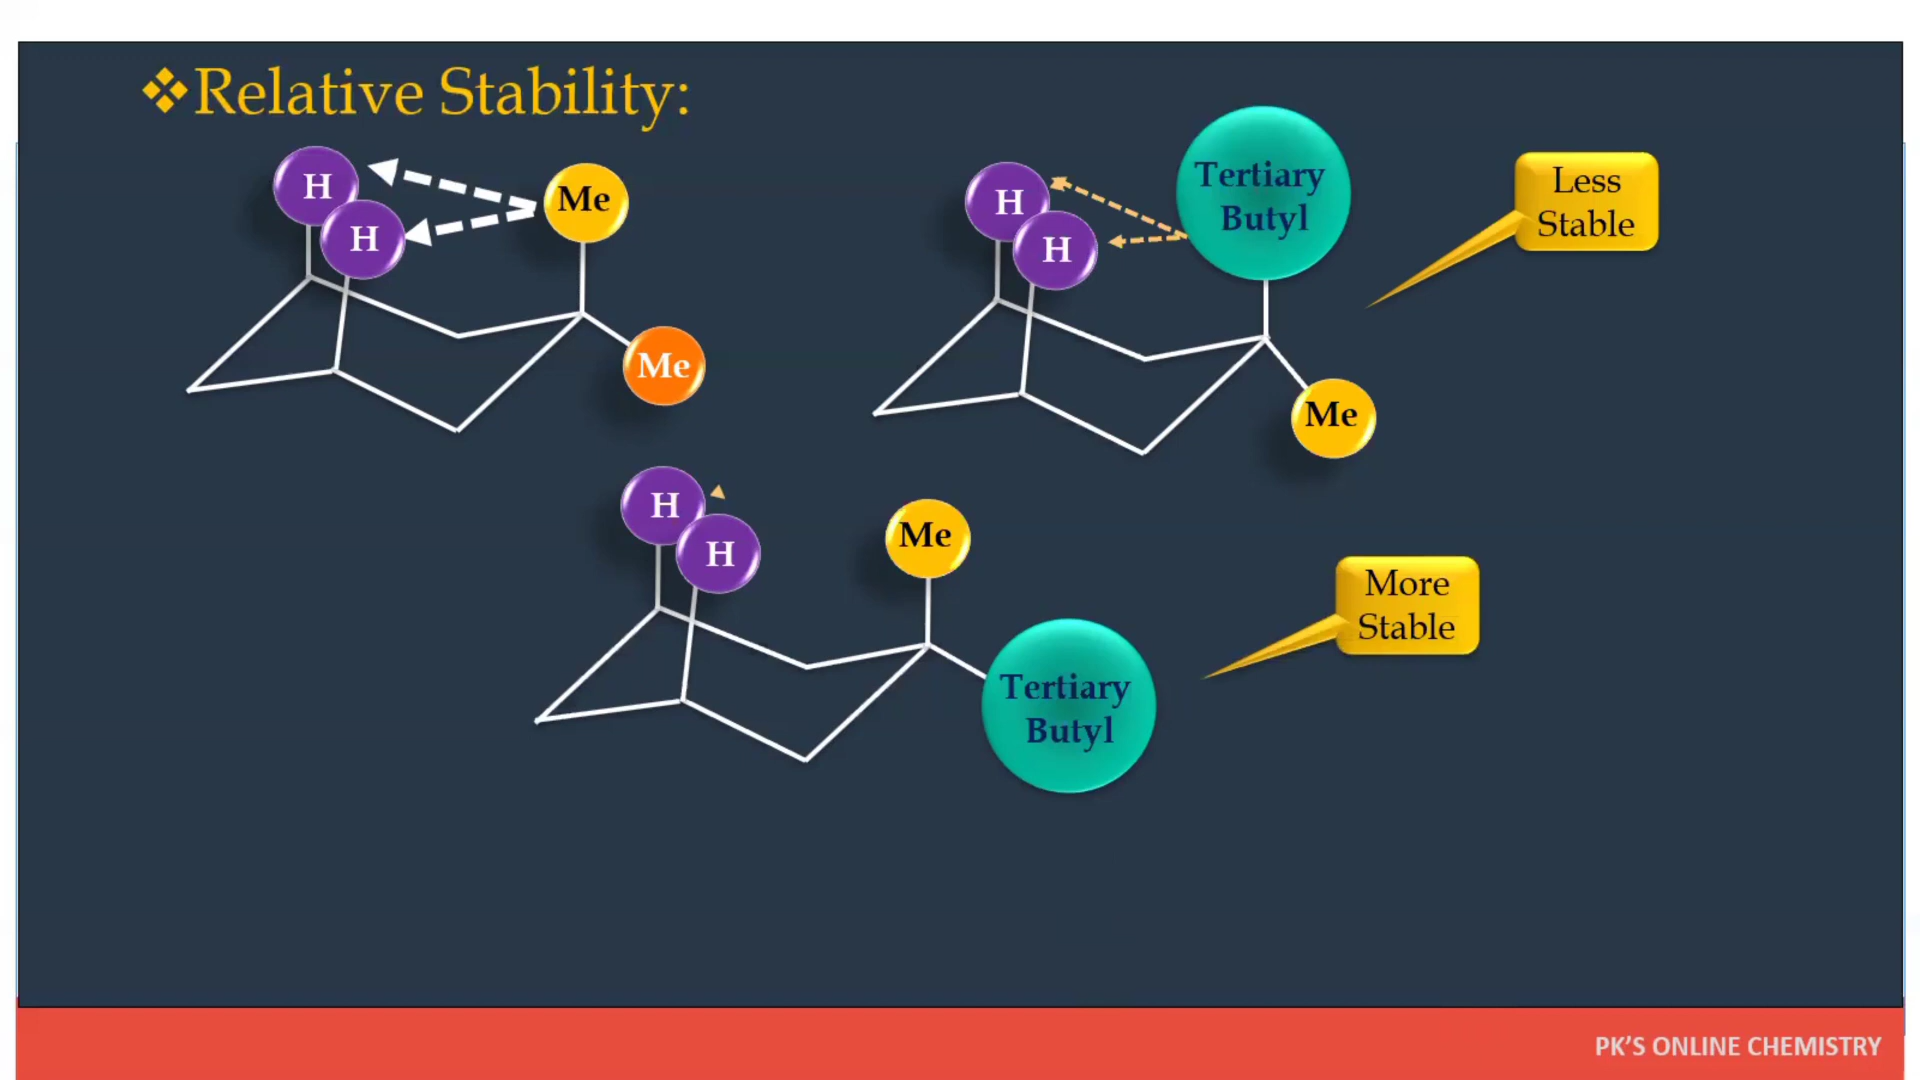 ❖Relative Stability:
H
H
Me
Me
H
H
Tertiary
Butyl
Me
Less
Stable
H
H
Me
Tertiary
Butyl
More
Stable
PK'S ONLINE CHEMISTRY